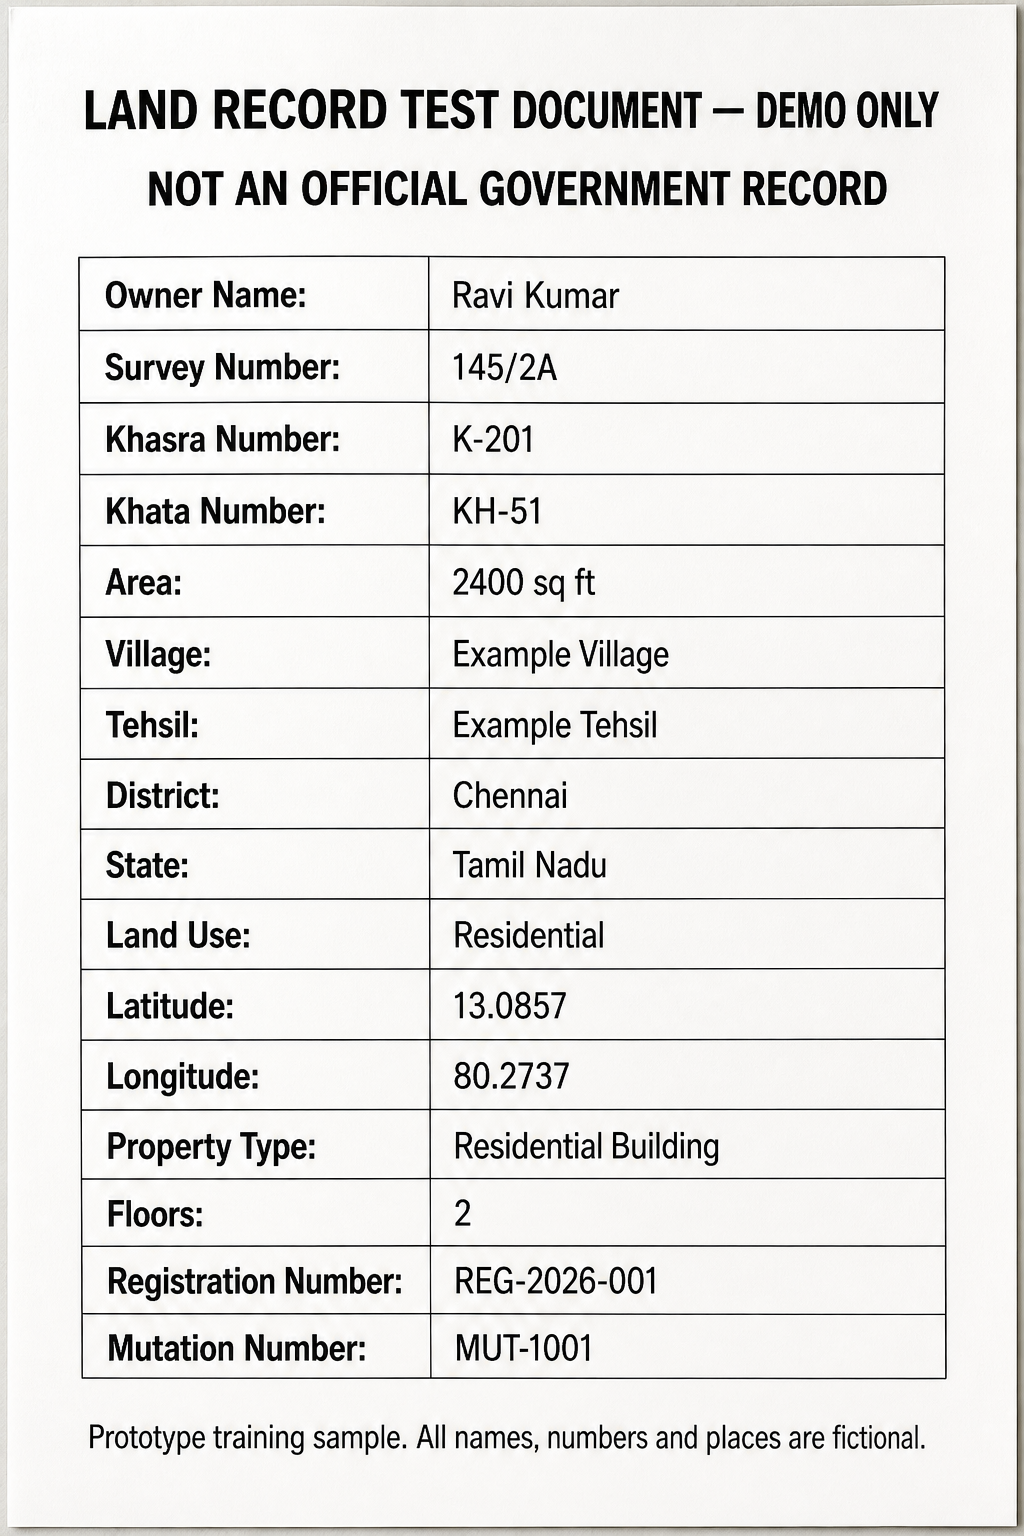 LAND RECORD TEST DOCUMENT — DEMO ONLY
NOT AN OFFICIAL GOVERNMENT RECORD
Owner Name: Ravi Kumar
Survey Number: 145/2A
Khasra Number: K-201
Khata Number: KH-51
Area: 2400 sq ft
Village: Example Village
Tehsil: Example Tehsil
District: Chennai
State: Tamil Nadu
Land Use: Residential
Latitude: 13.0857
Longitude: 80.2737
Property Type: Residential Building
Floors: 2
Registration Number: REG-2026-001
Mutation Number: MUT-1001
Prototype training sample. All names, numbers and places are fictional.